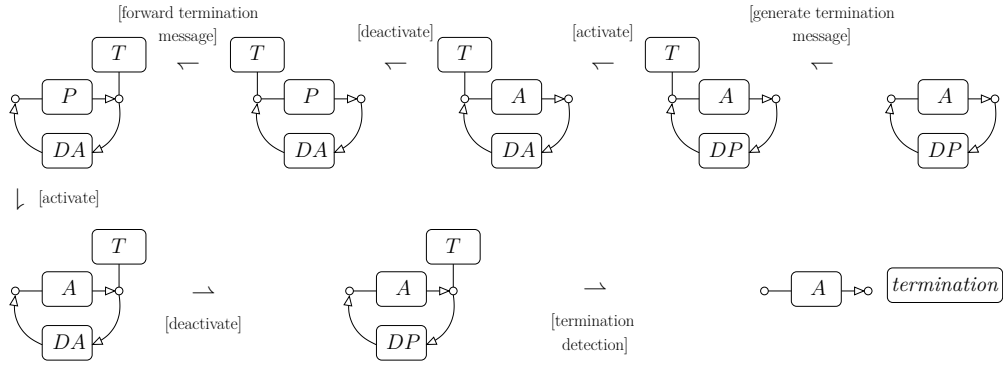 [forward termination
message]
[deactivate]
[activate]
[generate termination
message]
T
T
T
T
P
P
A
A
A
DA
DA
DA
DP
DP
[activate]
T
T
A
A
A
termination
DA
[deactivate]
DP
[termination
detection]